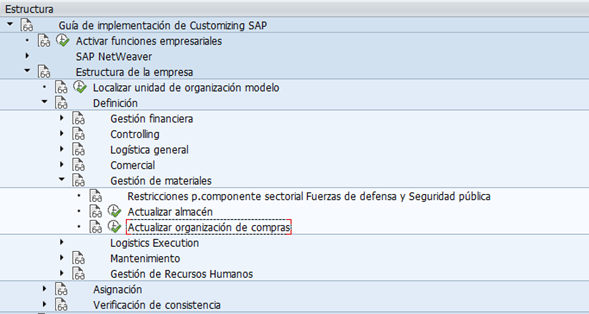 Estructura
Guía de implementación de Customizing SAP
Activar funciones empresariales
SAP NetWeaver
Estructura de la empresa
Localizar unidad de organización modelo
Definición
Gestión financiera
Controlling
Logística general
Comercial
Gestión de materiales
Restricciones p.componente sectorial Fuerzas de defensa y Seguridad pública
Actualizar almacén
Actualizar organización de compras
Logistics Execution
Mantenimiento
Gestión de Recursos Humanos
Asignación
Verificación de consistencia